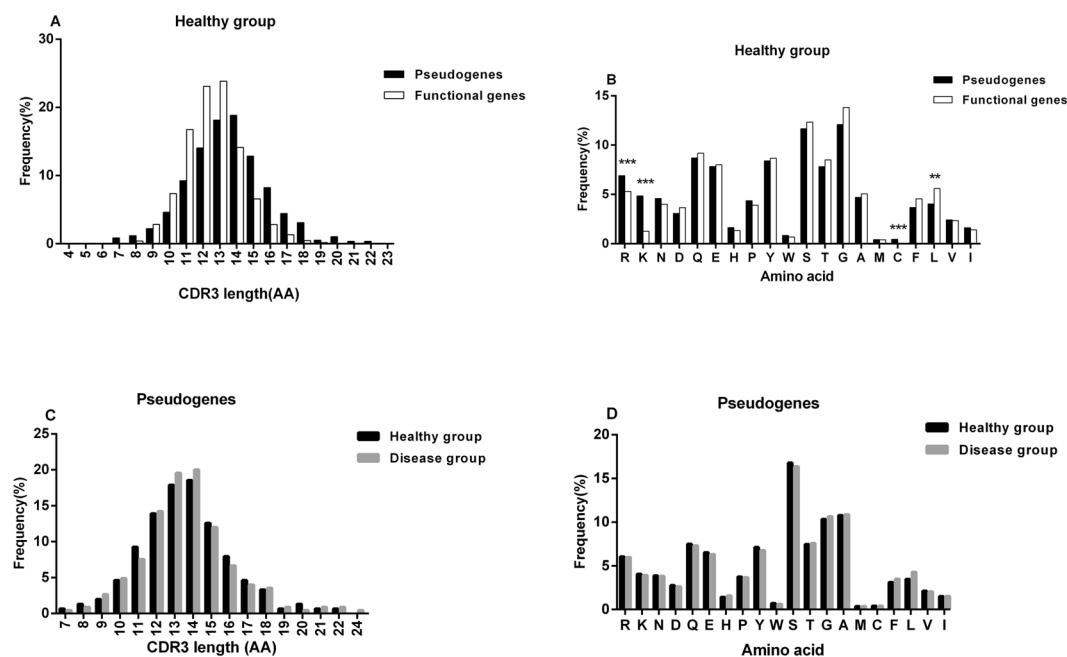 A
Healthy group
Frequency(%)
30
20
10
0
Pseudogenes
Functional genes
4 5 6 7 8 9 10 11 12 13 14 15 16 17 18 19 20 21 22 23
CDR3 length(AA)
Healthy group
B
Frequency(%)
15
10
5
0
Pseudogenes
Functional genes
*** *** *** **
R K N D Q E H P Y W S T G A M C F L V I
Amino acid
Pseudogenes
C
Frequency(%)
25
20
15
10
5
0
Healthy group
Disease group
7 8 9 10 11 12 13 14 15 16 17 18 19 20 21 22 24
CDR3 length (AA)
Pseudogenes
D
Frequency(%)
20
15
10
5
0
Healthy group
Disease group
R K N D Q E H P Y W S T G A M C F L V I
Amino acid